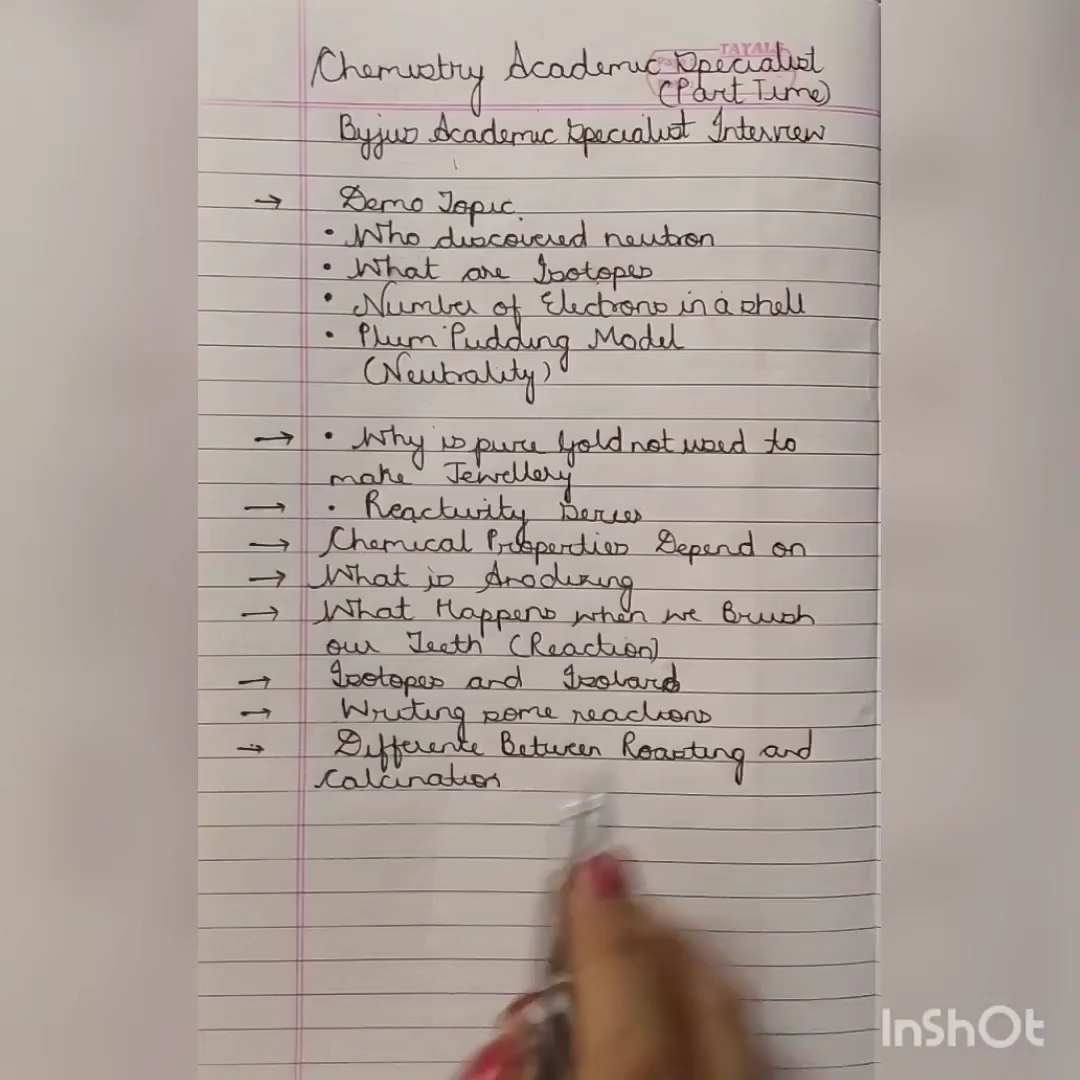 TAYAL
Chemistry Academic Specialist
(Part Time)
Byjus Academic Specialist Interview
→ Demo Topic.
• Who discovered neutron
• What are Isotopes
• Number of Electrons in a shell
• Plum Pudding Model
(Neutrality)
→ • Why is pure Gold not used to
make Jewellery
→ • Reactivity Series
→ Chemical Properties Depend on
→ What is Anodizing
→ What Happens when we Brush
our Teeth (Reaction)
→ Isotopes and Isobars
→ Writing some reactions
→ Difference Between Roasting and
Calcination
InShOt